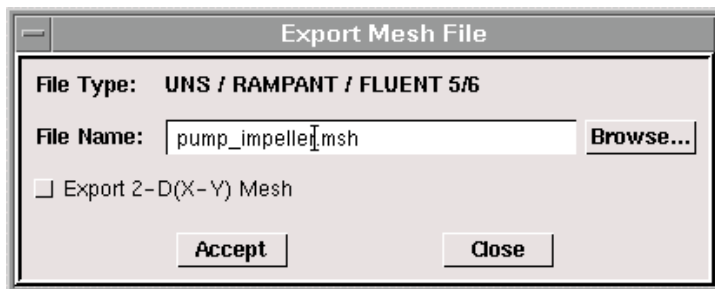 Export Mesh File
File Type: UNS / RAMPANT / FLUENT 5/6
File Name: pump_impeller.msh Browse...
Export 2-D(X-Y) Mesh
Accept Close